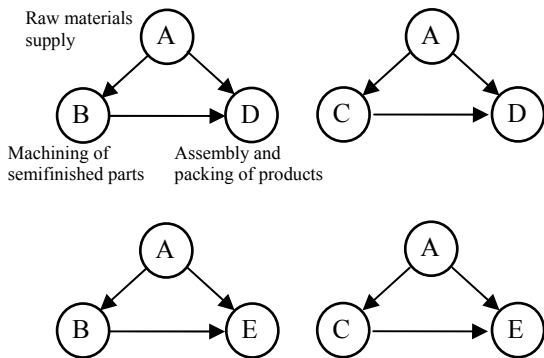 Raw materials
supply
A
A
B
D
C
D
Machining of
semifinished parts
Assembly and
packing of products
A
A
B
E
C
E